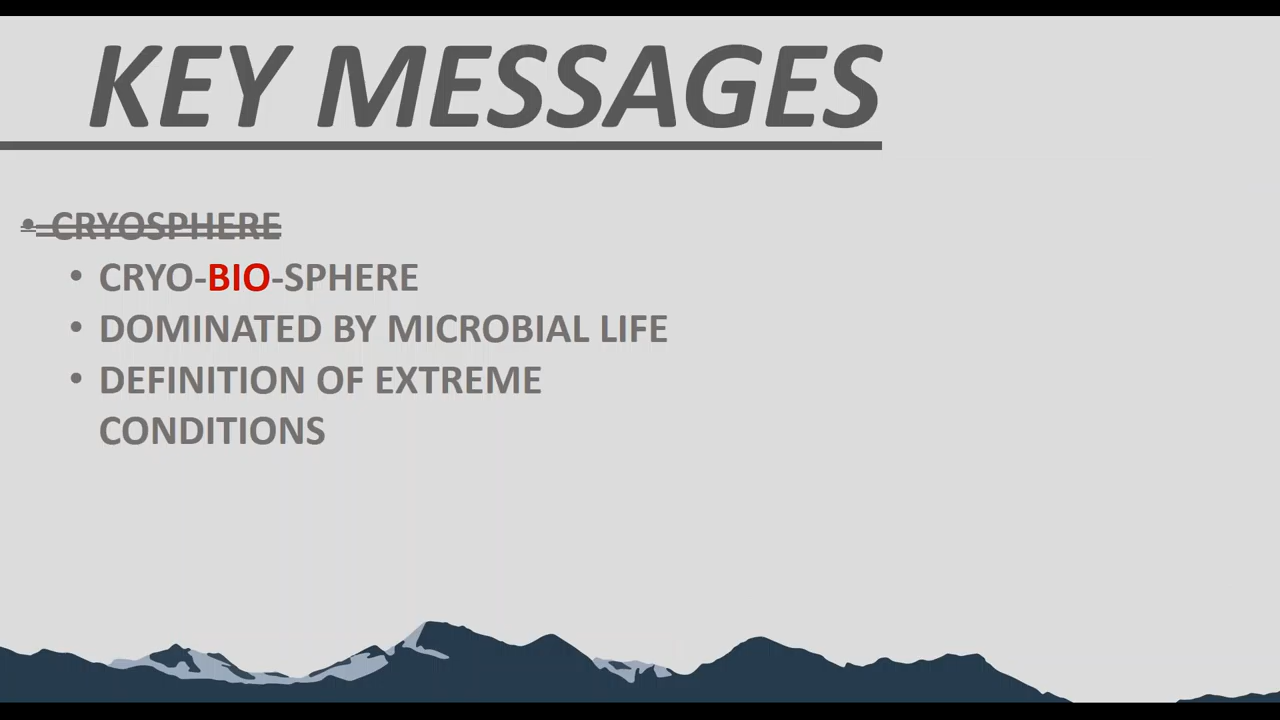 KEY MESSAGES
• CRYOSPHERE
• CRYO-BIO-SPHERE
• DOMINATED BY MICROBIAL LIFE
• DEFINITION OF EXTREME
CONDITIONS